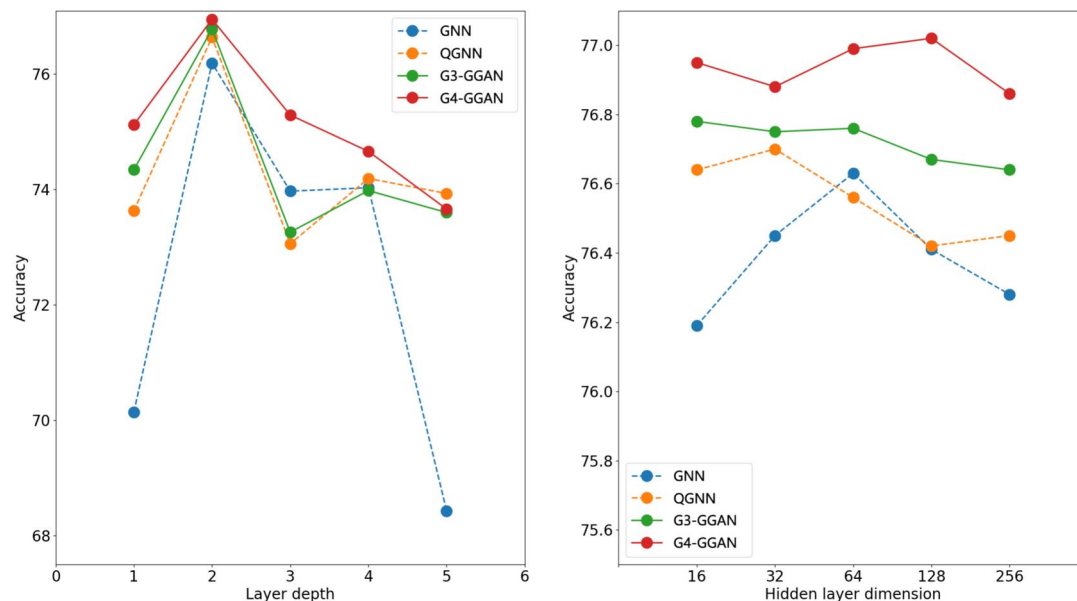 GNN
QGNN
G3-GGAN
G4-GGAN
76
74
72
70
68
Accuracy
0 1 2 3 4 5 6
Layer depth
77.0
76.8
76.6
76.4
76.2
76.0
75.8
75.6
Accuracy
GNN
QGNN
G3-GGAN
G4-GGAN
16 32 64 128 256
Hidden layer dimension